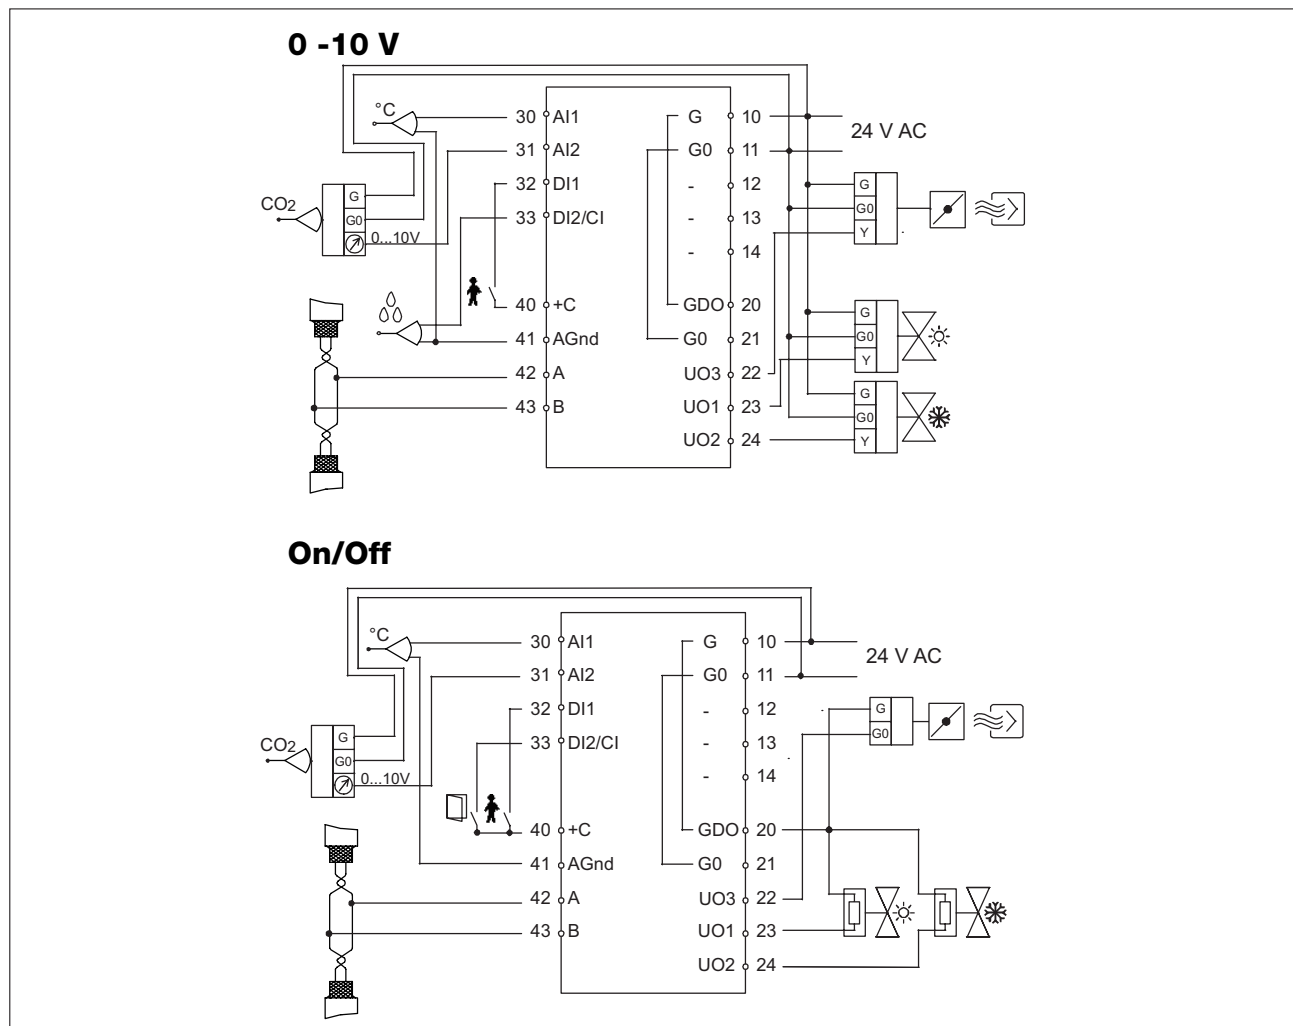 0 -10 V
°C
30 AI1
G 10
24 V AC
31 AI2
G0 11
32 DI1
- 12
G
CO2
G
33 DI2/CI
- 13
G0
G0
0...10V
Y
- 14
40 +C
GDO 20
G
41 AGnd
G0 21
G0
Y
42 A
UO3 22
G
43 B
UO1 23
G0
UO2 24
Y
On/Off
°C
30 AI1
G 10
24 V AC
31 AI2
G0 11
32 DI1
- 12
G
G
33 DI2/CI
- 13
G0
CO2
G0
0...10V
- 14
40 +C
GDO 20
41 AGnd
G0 21
42 A
UO3 22
43 B
UO1 23
UO2 24